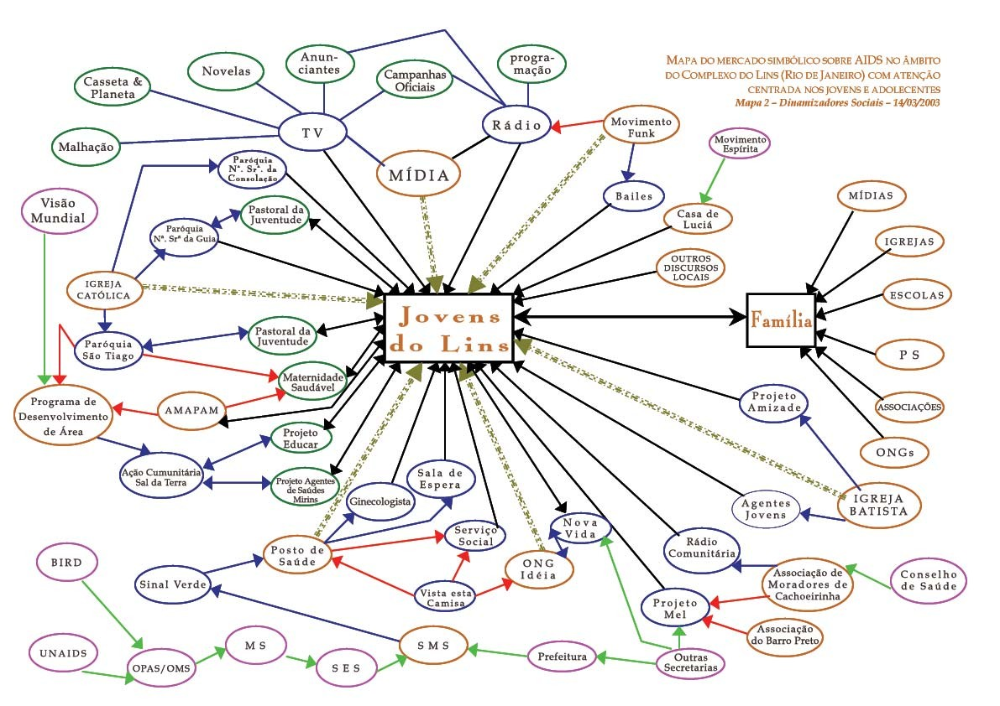 MAPA DO MERCADO SIMBÓLICO SOBRE AIDS NO ÂMBITO
DO COMPLEXO DO LINS (RIO DE JANEIRO) COM ATENÇÃO
CENTRADA NOS JOVENS E ADOLECENTES
Mapa 2 – Dinamizadores Sociais – 14/03/2003
Casseta &
Planeta
Novelas
Anun-
ciantes
Campanhas
Oficiais
progra-
mação
Malhação
TV
Rádio
Movimento
Funk
Movimento
Espírita
MÍDIA
Paróquia
Nª. Srª. da
Consolação
Bailes
Visão
Mundial
Pastoral da
Juventude
Paróquia
Nª. Srª da Guia
Casa de
Luciá
MÍDIAS
IGREJAS
IGREJA
CATÓLICA
OUTROS
DISCURSOS
LOCAIS
ESCOLAS
Jovens
do Lins
Família
Pastoral da
Juventude
Paróquia
São Tiago
P S
Maternidade
Saudável
Programa de
Desenvolvimento
de Área
AMAPAM
Projeto
Amizade
ASSOCIAÇÕES
Projeto
Educar
ONGs
Ação Cumunitária
Sal da Terra
Projeto Agentes
de Saúdes
Mirins
Sala de
Espera
Ginecologista
Agentes
Jovens
IGREJA
BATISTA
Serviço
Social
Nova
Vida
Rádio
Comunitária
Posto de
Saúde
ONG
Idéia
BIRD
Sinal Verde
Vista esta
Camisa
Projeto
Mel
Associação de
Moradores de
Cachoeirinha
Conselho
de Saúde
Associação
do Barro Preto
UNAIDS
OPAS/OMS
M S
S E S
S M S
Prefeitura
Outras
Secretarias